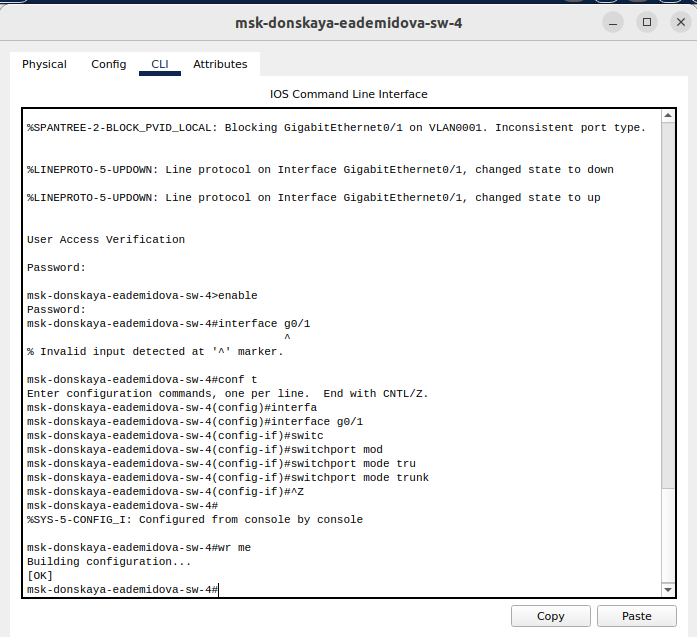 msk-donskaya-eademidova-sw-4
Physical Config CLI Attributes
IOS Command Line Interface
%SPANTREE-2-BLOCK_PVID_LOCAL: Blocking GigabitEthernet0/1 on VLAN0001. Inconsistent port type.
%LINEPROTO-5-UPDOWN: Line protocol on Interface GigabitEthernet0/1, changed state to down
%LINEPROTO-5-UPDOWN: Line protocol on Interface GigabitEthernet0/1, changed state to up
User Access Verification
Password:
msk-donskaya-eademidova-sw-4>enable
Password:
msk-donskaya-eademidova-sw-4#interface g0/1
^
% Invalid input detected at '^' marker.
msk-donskaya-eademidova-sw-4#conf t
Enter configuration commands, one per line.  End with CNTL/Z.
msk-donskaya-eademidova-sw-4(config)#interfa
msk-donskaya-eademidova-sw-4(config)#interface g0/1
msk-donskaya-eademidova-sw-4(config-if)#switc
msk-donskaya-eademidova-sw-4(config-if)#switchport mod
msk-donskaya-eademidova-sw-4(config-if)#switchport mode tru
msk-donskaya-eademidova-sw-4(config-if)#switchport mode trunk
msk-donskaya-eademidova-sw-4(config-if)#^Z
msk-donskaya-eademidova-sw-4#
%SYS-5-CONFIG_I: Configured from console by console
msk-donskaya-eademidova-sw-4#wr me
Building configuration...
[OK]
msk-donskaya-eademidova-sw-4#
Copy Paste